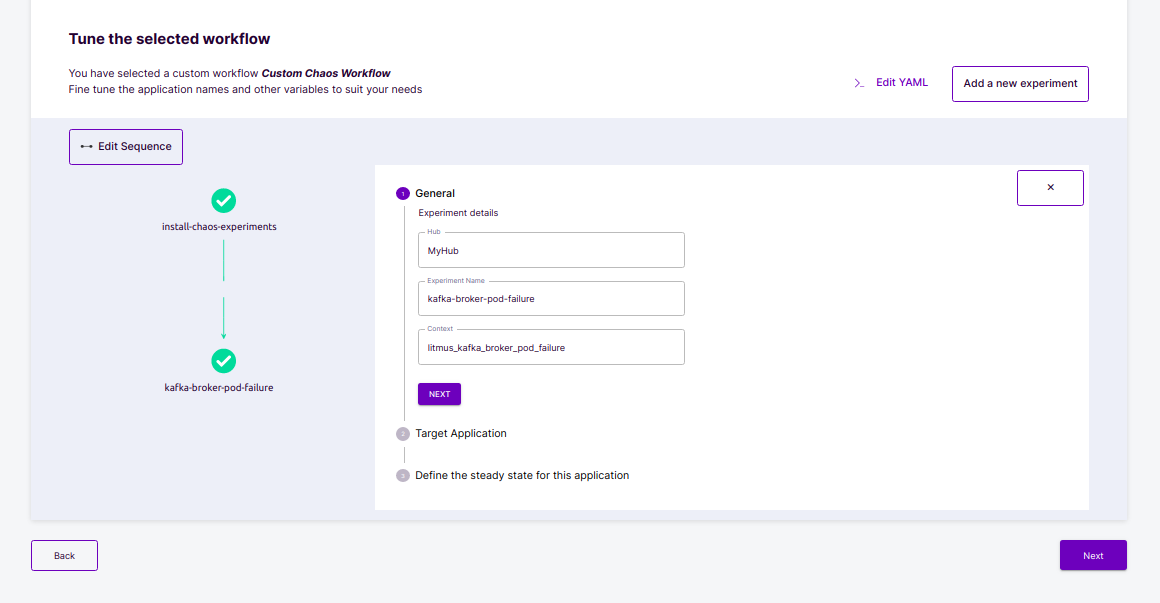 Tune the selected workflow
You have selected a custom workflow Custom Chaos Workflow
Fine tune the application names and other variables to suit your needs
>_ Edit YAML
Add a new experiment
Edit Sequence
install-chaos-experiments
kafka-broker-pod-failure
×
1 General
Experiment details
Hub
MyHub
Experiment Name
kafka-broker-pod-failure
Context
litmus_kafka_broker_pod_failure
NEXT
2 Target Application
3 Define the steady state for this application
Back
Next